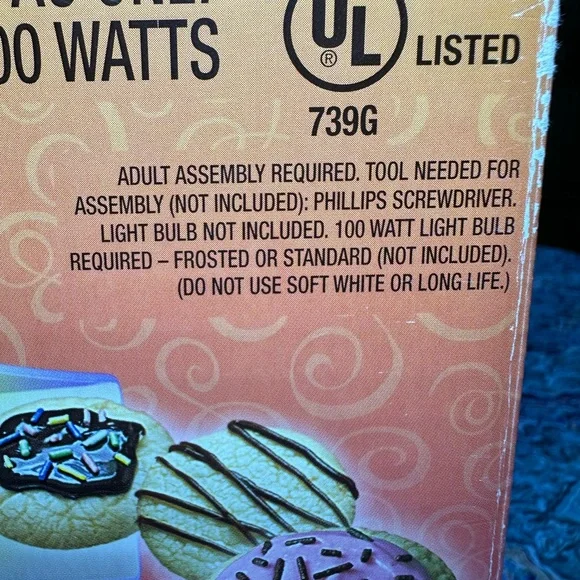 00 WATTS
UL
®
LISTED
739G
ADULT ASSEMBLY REQUIRED. TOOL NEEDED FOR
ASSEMBLY (NOT INCLUDED): PHILLIPS SCREWDRIVER.
LIGHT BULB NOT INCLUDED. 100 WATT LIGHT BULB
REQUIRED – FROSTED OR STANDARD (NOT INCLUDED).
(DO NOT USE SOFT WHITE OR LONG LIFE.)